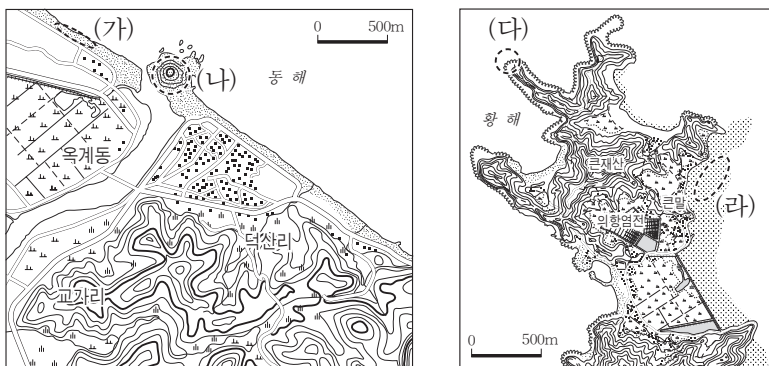 (가)
(나)
0 500m
동 해
옥계동
덕산리
교가리
(다)
황 해
큰재산
큰말
(라)
의항염전
0 500m